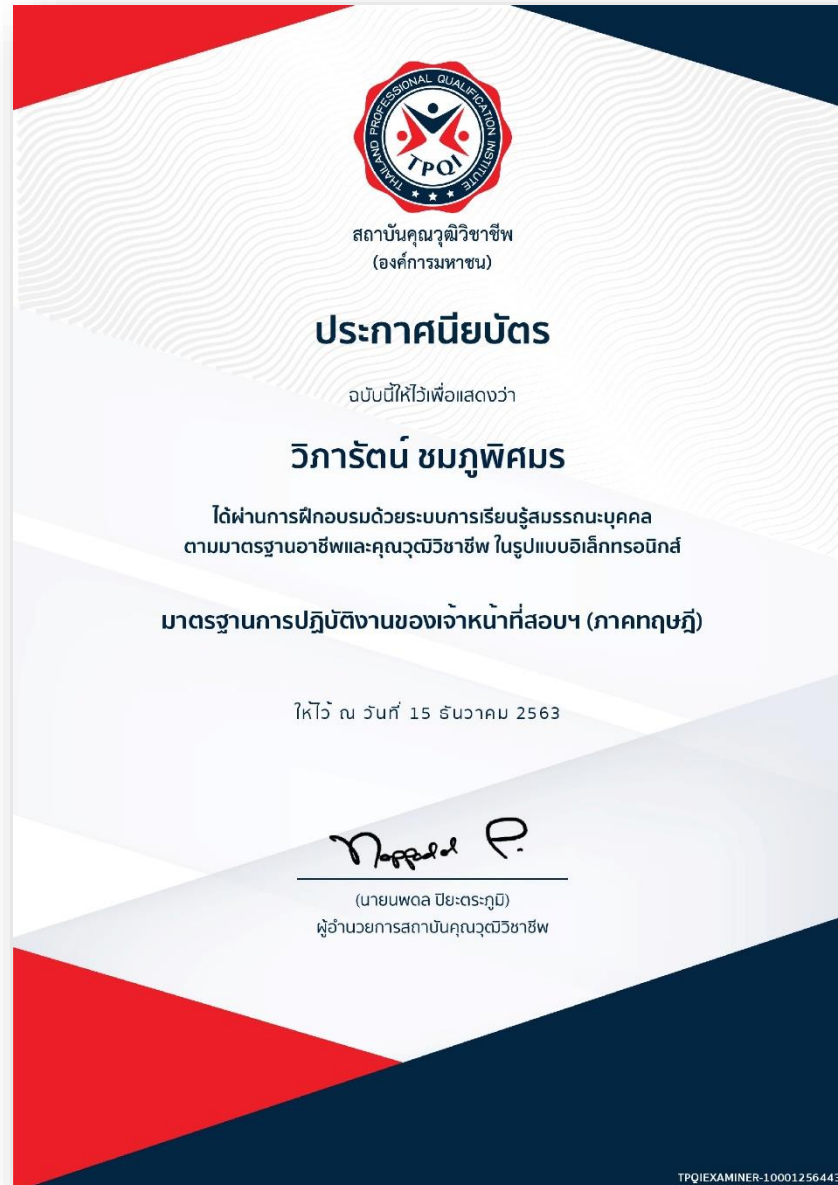 THAILAND PROFESSIONAL QUALIFICATION INSTITUTE
TPQI
สถาบันคุณวุฒิวิชาชีพ
(องค์การมหาชน)
ประกาศนียบัตร
ฉบับนี้ให้ไว้เพื่อแสดงว่า
วิภารัตน์ ชมภูพิศมร
ได้ผ่านการฝึกอบรมด้วยระบบการเรียนรู้สมรรถนะบุคคล
ตามมาตรฐานอาชีพและคุณวุฒิวิชาชีพ ในรูปแบบอิเล็กทรอนิกส์
มาตรฐานการปฏิบัติงานของเจ้าหน้าที่สอบฯ (ภาคทฤษฎี)
ให้ไว้ ณ วันที่ 15 ธันวาคม 2563
Noppadol P.
(นายนพดล ปิยะตระภูมิ)
ผู้อำนวยการสถาบันคุณวุฒิวิชาชีพ
TPQIEXAMINER-10001256443